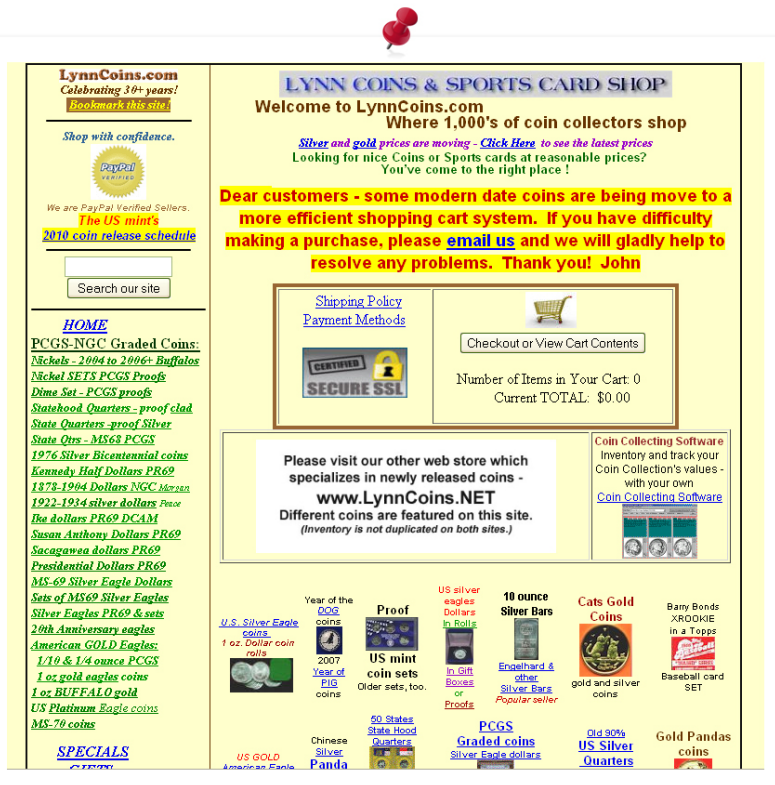 LynnCoins.com
Celebrating 30+ years!
Bookmark this site!
Shop with confidence.
PayPal
VERIFIED
We are PayPal Verified Sellers.
The US mint's
2010 coin release schedule
Search our site
HOME
PCGS-NGC Graded Coins:
Nickels - 2004 to 2006+ Buffalos
Nickel SETS PCGS Proofs
Dime Set - PCGS proofs
Statehood Quarters - proof clad
State Quarters -proof Silver
State Qtrs - MS68 PCGS
1976 Silver Bicentennial coins
Kennedy Half Dollars PR69
1878-1904 Dollars NGC Morgan
1922-1934 silver dollars Peace
Ike dollars PR69 DCAM
Susan Anthony Dollars PR69
Sacagawea dollars PR69
Presidential Dollars PR69
MS-69 Silver Eagle Dollars
Sets of MS69 Silver Eagles
Silver Eagles PR69 & sets
20th Anniversary eagles
American GOLD Eagles:
1/10 & 1/4 ounce PCGS
1 oz gold eagles coins
1 oz BUFFALO gold
US Platinum Eagle coins
MS-70 coins
SPECIALS
GIFTS
LYNN COINS & SPORTS CARD SHOP
Welcome to LynnCoins.com
Where 1,000's of coin collectors shop
Silver and gold prices are moving - Click Here to see the latest prices
Looking for nice Coins or Sports cards at reasonable prices?
You've come to the right place !
Dear customers - some modern date coins are being move to a
more efficient shopping cart system. If you have difficulty
making a purchase, please email us and we will gladly help to
resolve any problems. Thank you! John
Shipping Policy
Payment Methods
CERTIFIED
SECURE SSL
Checkout or View Cart Contents
Number of Items in Your Cart: 0
Current TOTAL: $0.00
Please visit our other web store which
specializes in newly released coins -
www.LynnCoins.NET
Different coins are featured on this site.
(Inventory is not duplicated on both sites.)
Coin Collecting Software
Inventory and track your
Coin Collection's values -
with your own
Coin Collecting Software
U.S. Silver Eagle
coins
1 oz. Dollar coin
rolls
Year of the
DOG
coins
2007
Year of
PIG
coins
Proof
US mint
coin sets
Older sets, too.
US silver
eagles
Dollars
In Rolls
In Gift
Boxes
or
Proofs
10 ounce
Silver Bars
Engelhard &
other
Silver Bars
Popular seller
Cats Gold
Coins
gold and silver
coins
Barry Bonds
XROOKIE
in a Topps
Baseball card
SET
US GOLD
American Eagle
Chinese
Silver
Panda
50 States
State Hood
Quarters
PCGS
Graded coins
Silver Eagle dollars
Old 90%
US Silver
Quarters
Gold Pandas
coins